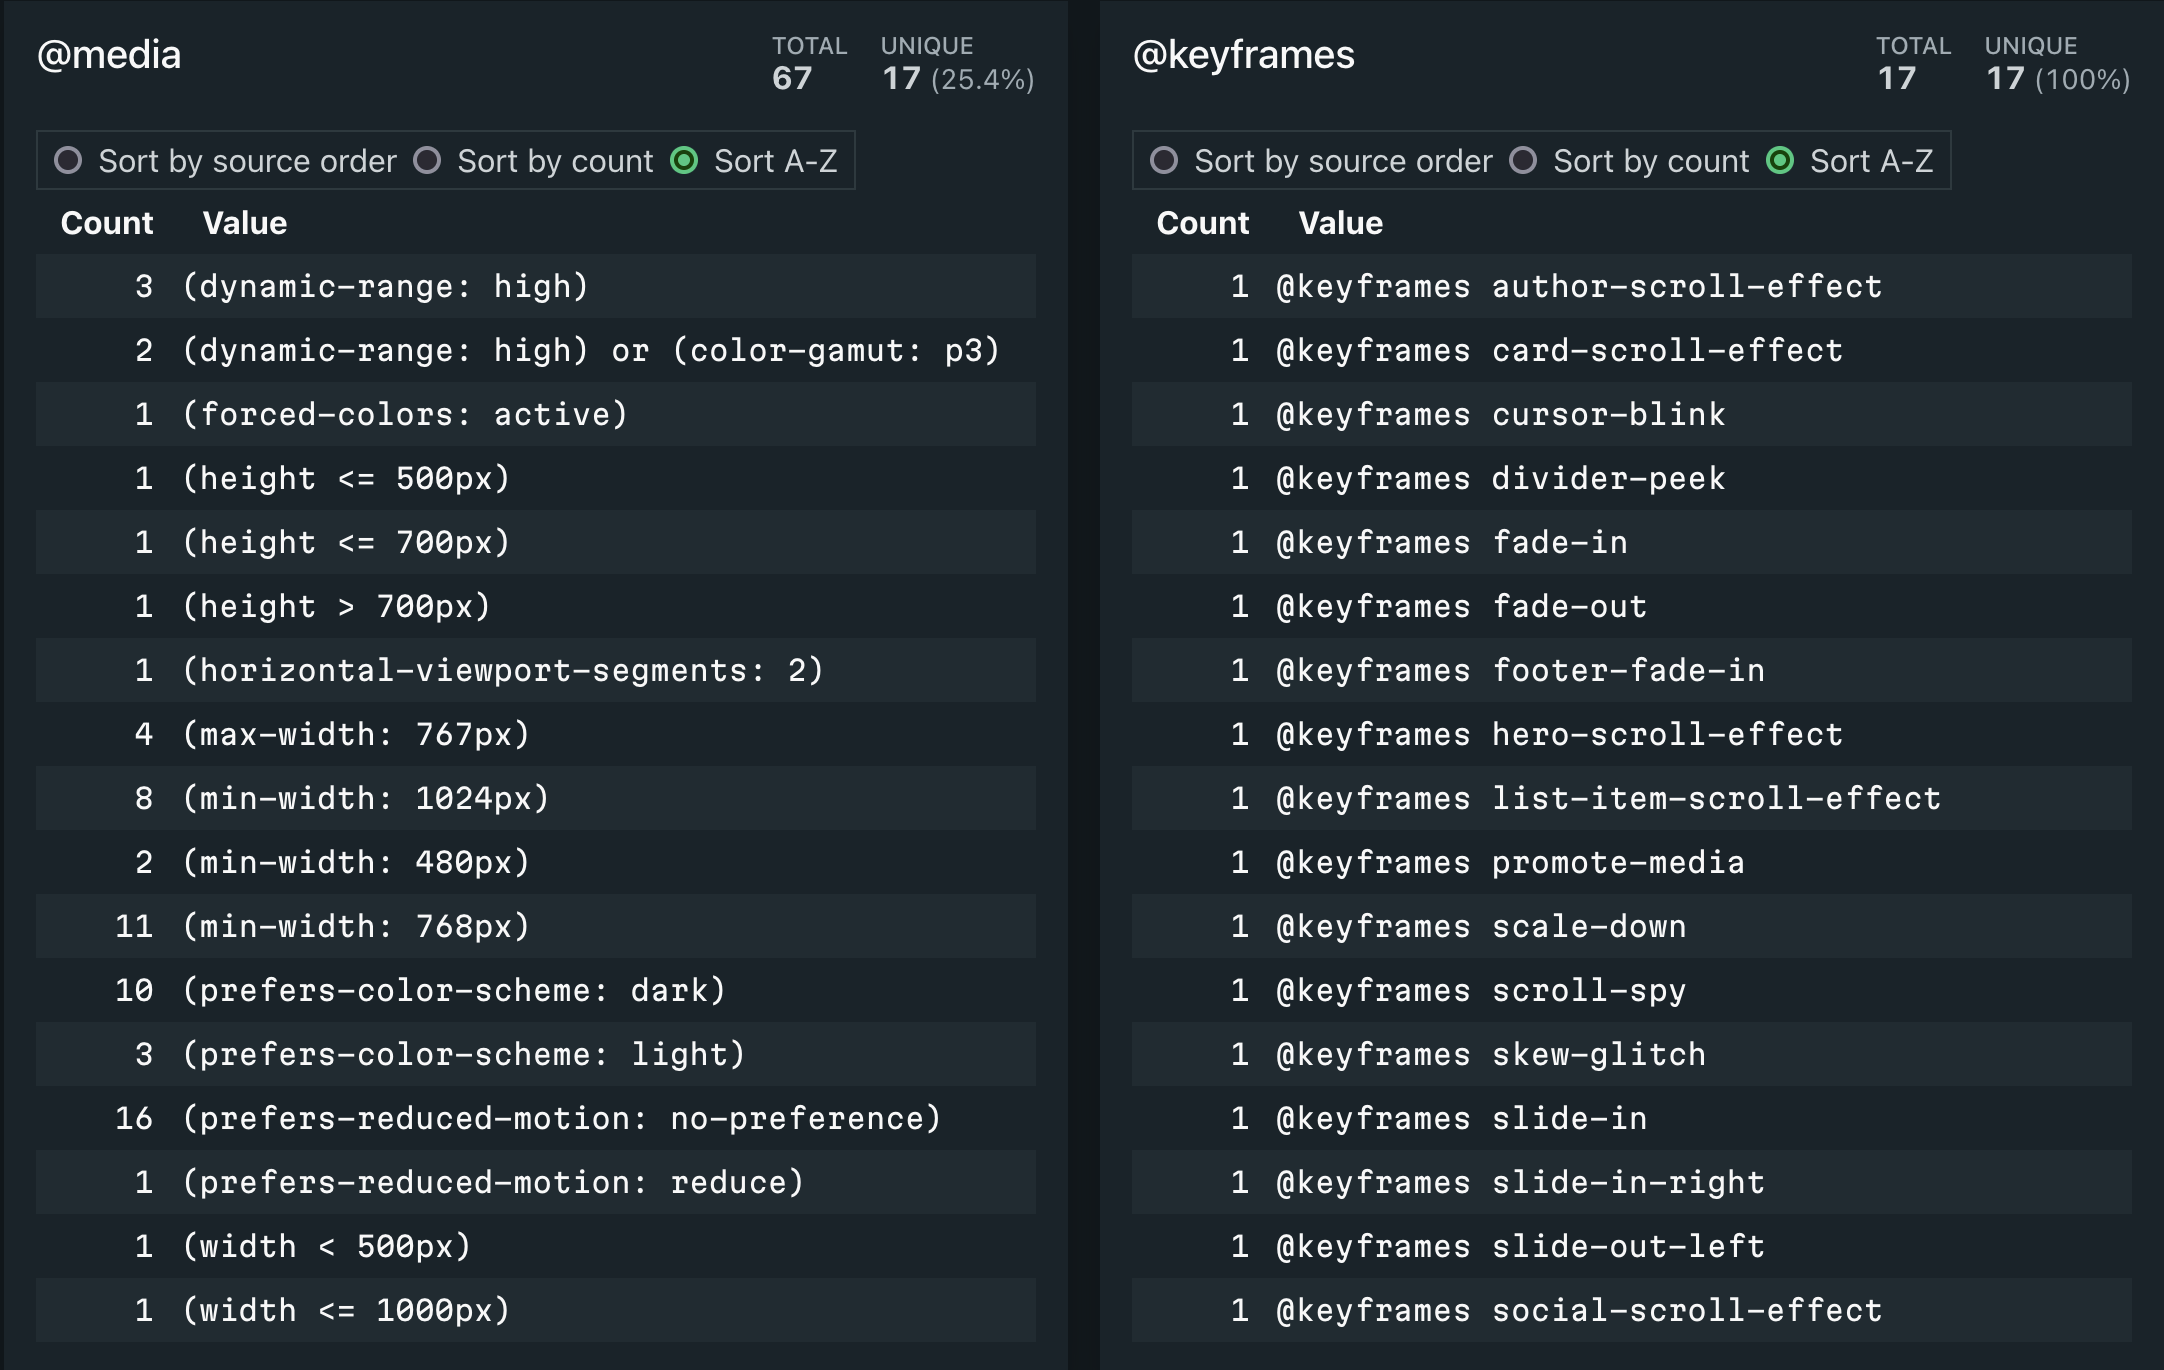 @media
TOTAL UNIQUE
67 17 (25.4%)
Sort by source order Sort by count Sort A-Z
Count Value
3 (dynamic-range: high)
2 (dynamic-range: high) or (color-gamut: p3)
1 (forced-colors: active)
1 (height <= 500px)
1 (height <= 700px)
1 (height > 700px)
1 (horizontal-viewport-segments: 2)
4 (max-width: 767px)
8 (min-width: 1024px)
2 (min-width: 480px)
11 (min-width: 768px)
10 (prefers-color-scheme: dark)
3 (prefers-color-scheme: light)
16 (prefers-reduced-motion: no-preference)
1 (prefers-reduced-motion: reduce)
1 (width < 500px)
1 (width <= 1000px)
@keyframes
TOTAL UNIQUE
17 17 (100%)
Sort by source order Sort by count Sort A-Z
Count Value
1 @keyframes author-scroll-effect
1 @keyframes card-scroll-effect
1 @keyframes cursor-blink
1 @keyframes divider-peek
1 @keyframes fade-in
1 @keyframes fade-out
1 @keyframes footer-fade-in
1 @keyframes hero-scroll-effect
1 @keyframes list-item-scroll-effect
1 @keyframes promote-media
1 @keyframes scale-down
1 @keyframes scroll-spy
1 @keyframes skew-glitch
1 @keyframes slide-in
1 @keyframes slide-in-right
1 @keyframes slide-out-left
1 @keyframes social-scroll-effect